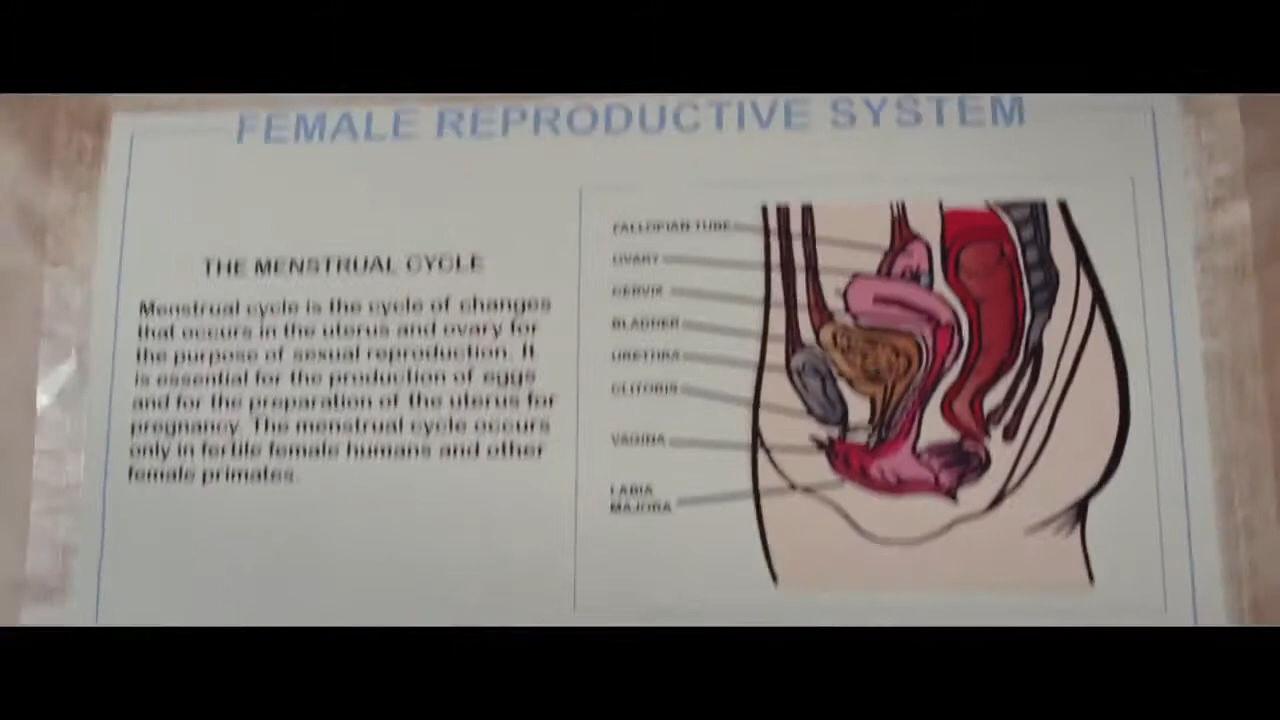 FEMALE REPRODUCTIVE SYSTEM
THE MENSTRUAL CYCLE
Menstrual cycle is the cycle of changes
that occurs in the uterus and ovary for
the purpose of sexual reproduction. It
is essential for the production of eggs
and for the preparation of the uterus for
pregnancy. The menstrual cycle occurs
only in fertile female humans and other
female primates.
FALLOPIAN TUBE
OVARY
CERVIX
BLADDER
URETHRA
CLITORIS
VAGINA
LABIA
MAJORA